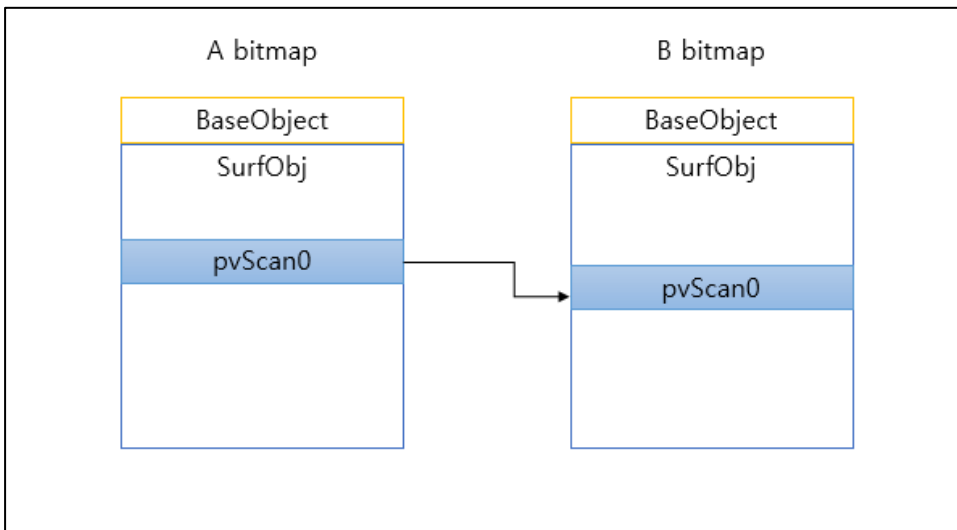 A bitmap
B bitmap
BaseObject
BaseObject
SurfObj
SurfObj
pvScan0
pvScan0